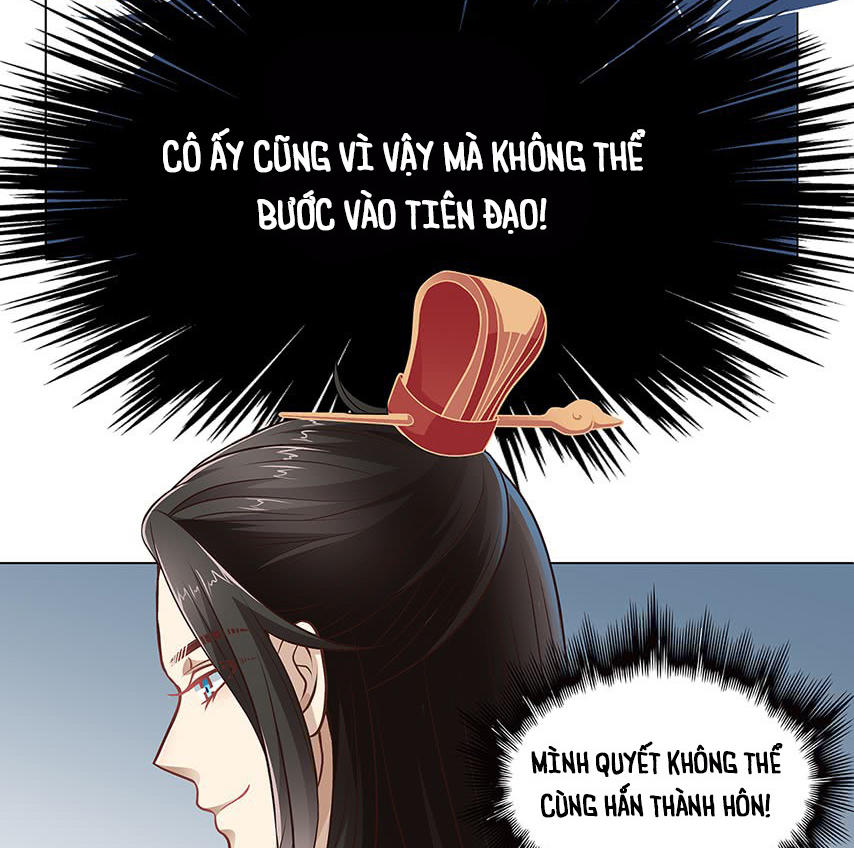 CÔ ẤY CŨNG VÌ VẬY MÀ KHÔNG THỂ
BƯỚC VÀO TIÊN ĐẠO!
MÌNH QUYẾT KHÔNG THỂ
CÙNG HẮN THÀNH HÔN!